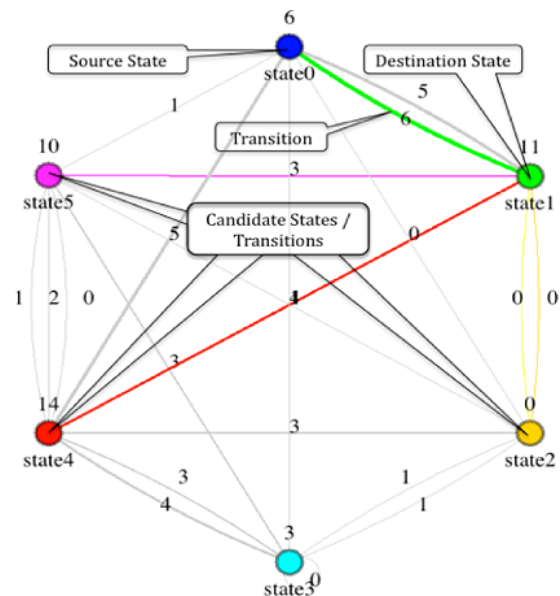 6
Source State
state0
Destination State
5
1
6
Transition
10
11
3
state5
state1
Candidate States /
Transitions
5
0
1
2
0
0
0
3
14
0
3
state4
state2
3
1
4
1
3
state3
0